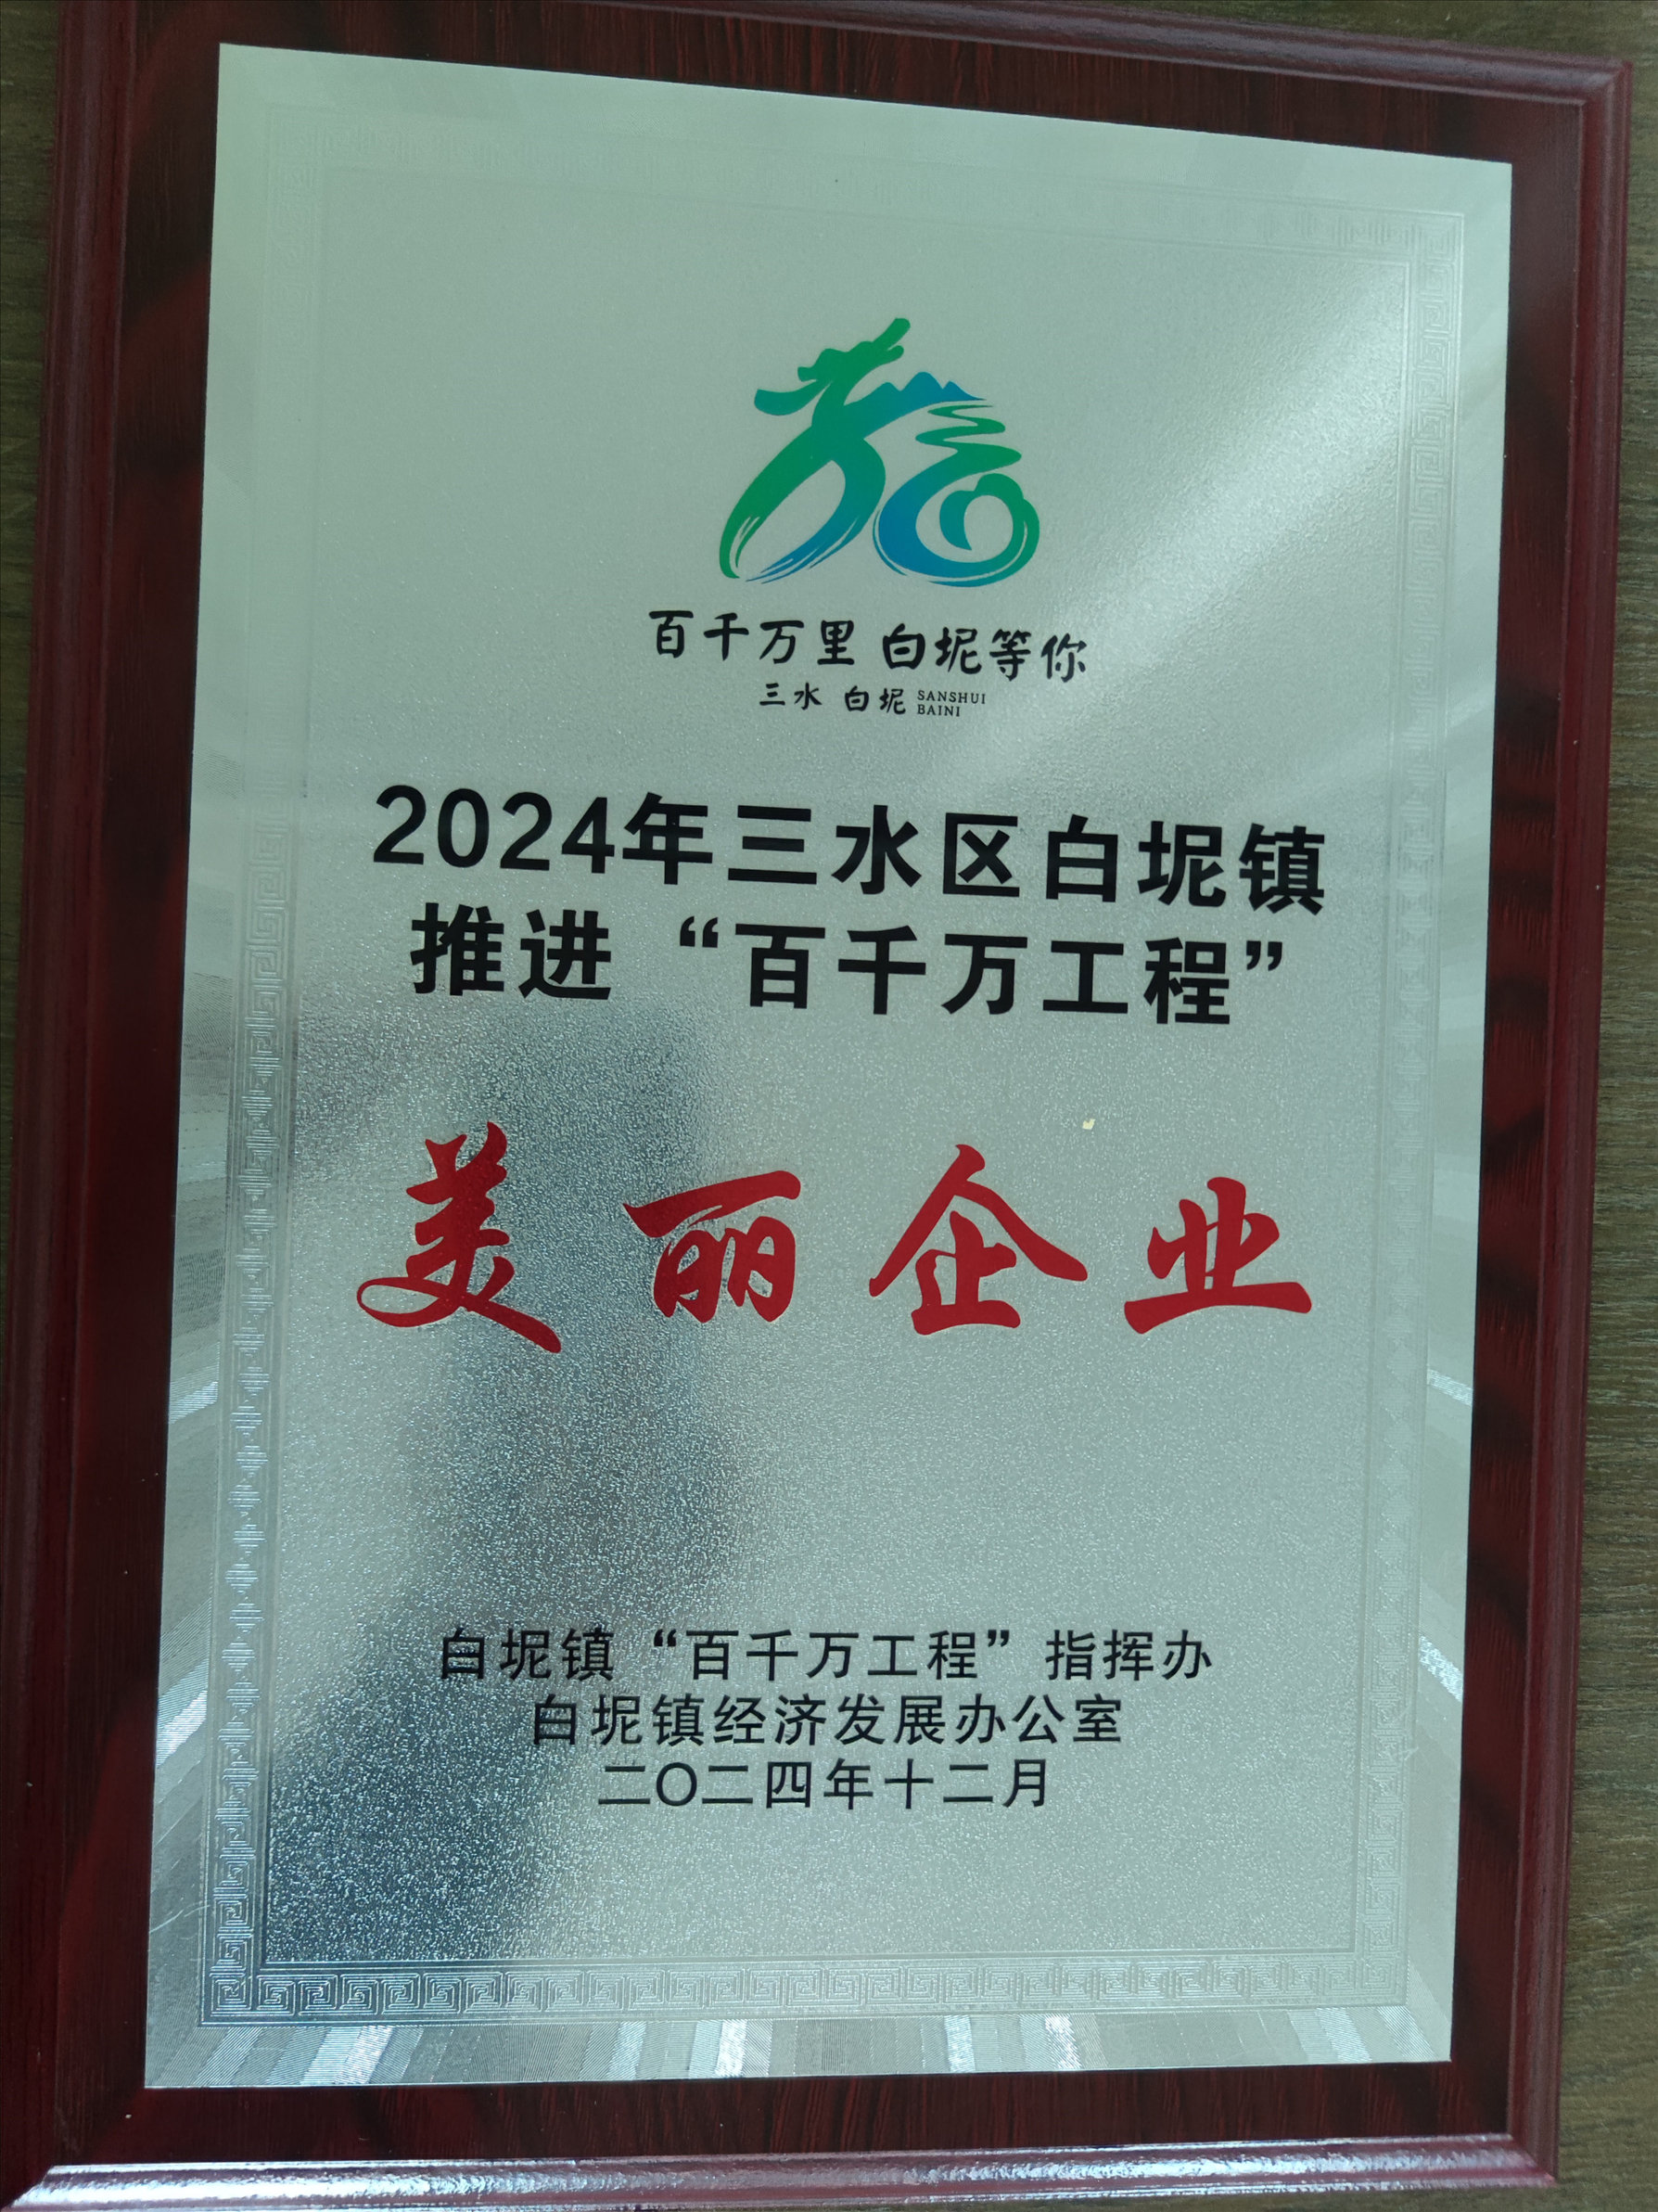 百千万里 白坭等你
三水 白坭 SANSHUI
BAINI
2024年三水区白坭镇
推进“百千万工程”
美丽企业
白坭镇“百千万工程”指挥办
白坭镇经济发展办公室
二〇二四年十二月